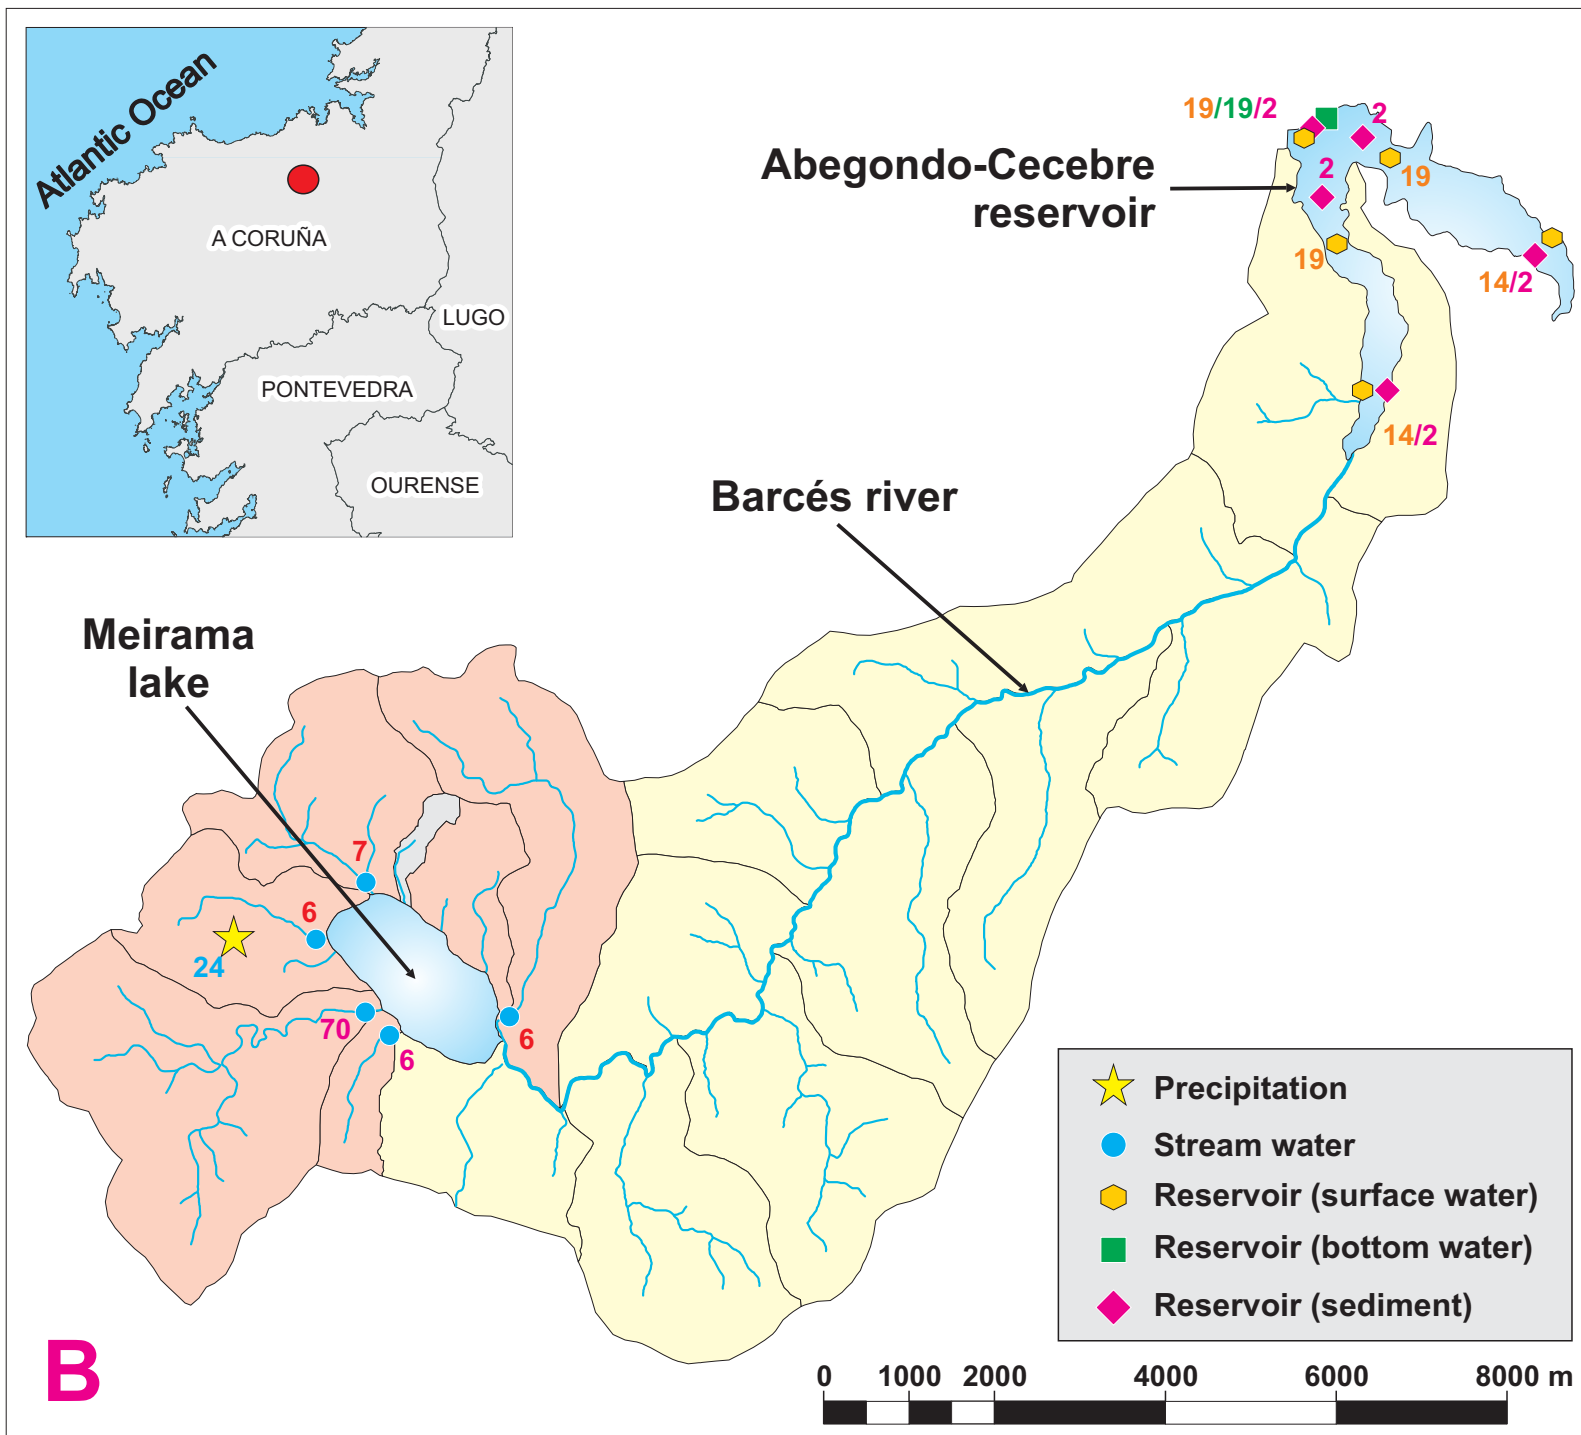 Atlantic Ocean
A CORUÑA
LUGO
PONTEVEDRA
OURENSE
19/19/2
2
Abegondo-Cecebre
reservoir
2
19
19
14/2
14/2
Barcés river
Meirama
lake
7
6
24
70
6
6
Precipitation
Stream water
Reservoir (surface water)
Reservoir (bottom water)
Reservoir (sediment)
B
0 1000 2000 4000 6000 8000 m